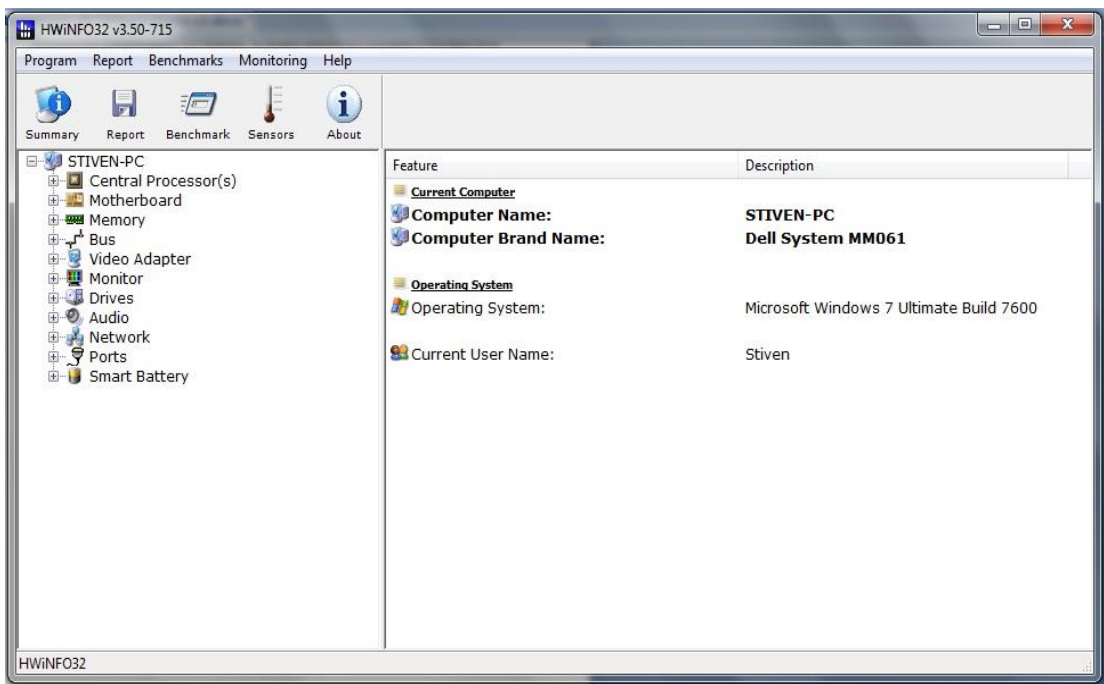 HWiNFO32 v3.50-715
Program Report Benchmarks Monitoring Help
Summary Report Benchmark Sensors About
STIVEN-PC
Central Processor(s)
Motherboard
Memory
Bus
Video Adapter
Monitor
Drives
Audio
Network
Ports
Smart Battery
Feature Description
Current Computer
Computer Name: STIVEN-PC
Computer Brand Name: Dell System MM061
Operating System
Operating System: Microsoft Windows 7 Ultimate Build 7600
Current User Name: Stiven
HWiNFO32